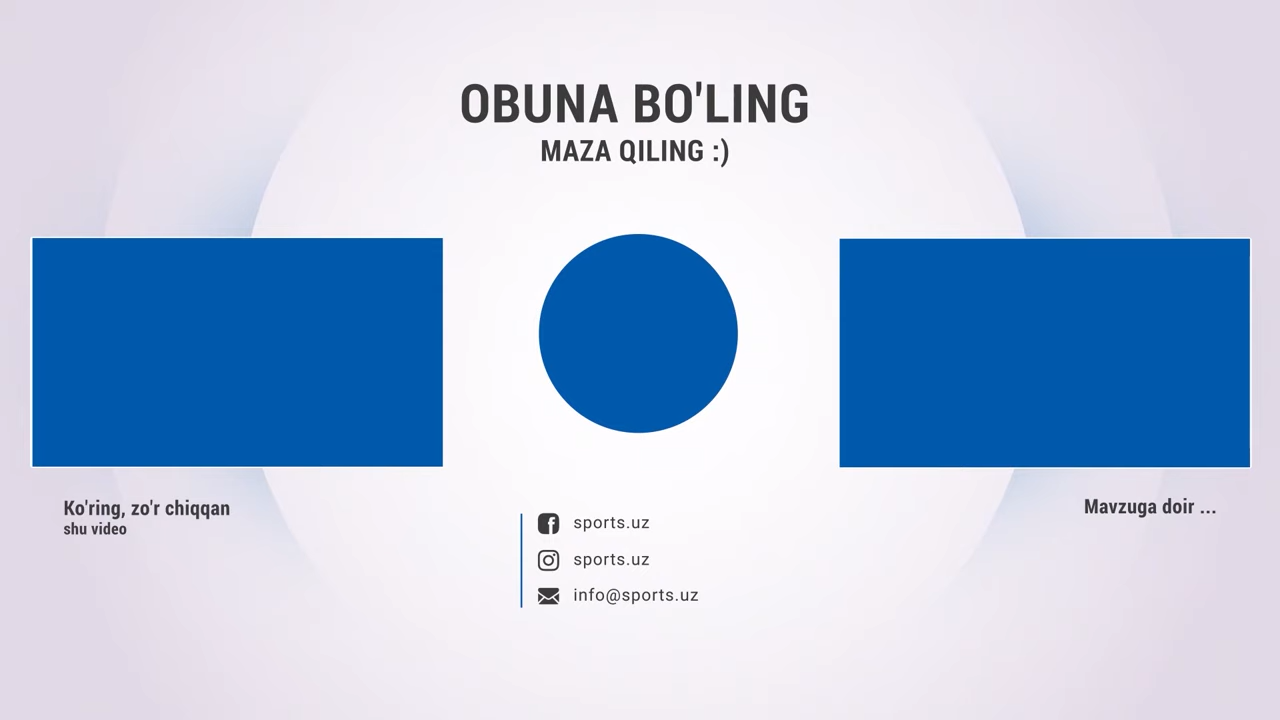 OBUNA BO'LING
MAZA QILING :)
Ko'ring, zo'r chiqqan
shu video
Mavzuga doir ...
sports.uz
sports.uz
info@sports.uz